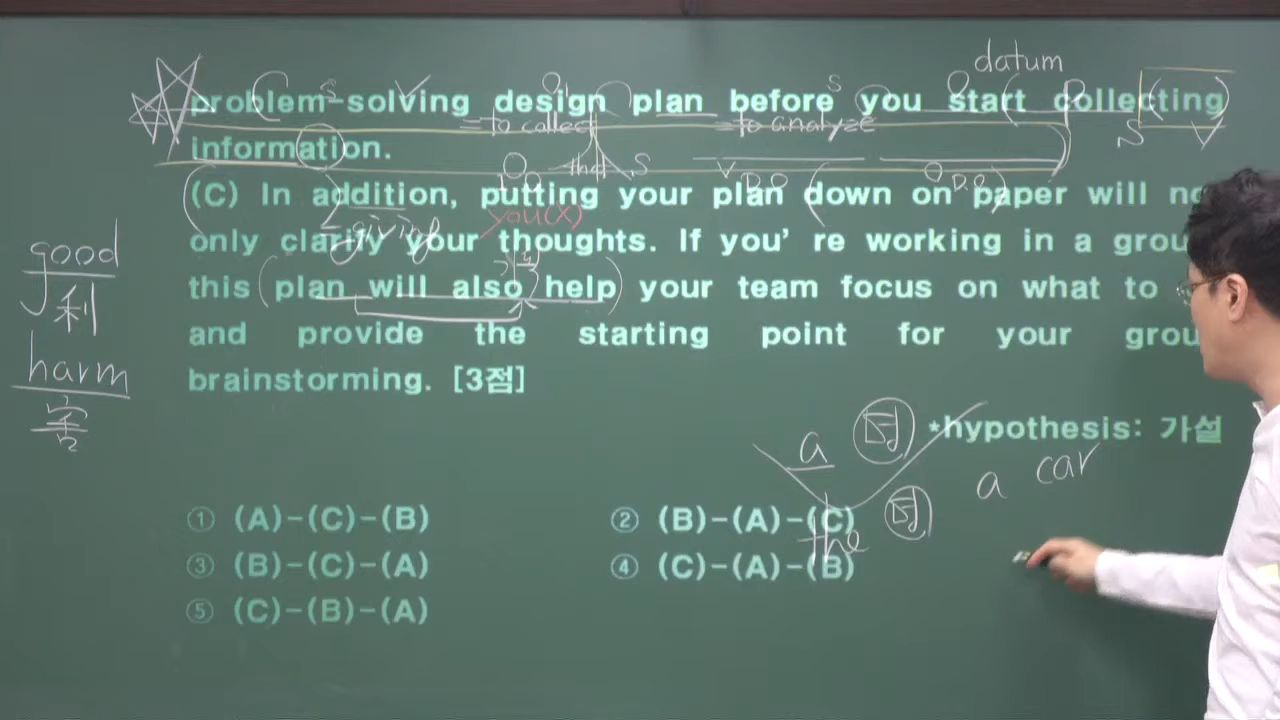 datum
problem-solving design plan before you start collecting
= to collect = to analyze
information.
that S
(C) In addition, putting your plan down on paper will no
giving you(X)
only clarify your thoughts. If you're working in a grou
this plan will also help your team focus on what to
and provide the starting point for your grou
brainstorming. [3점]
good
利
harm
害
*hypothesis: 가설
a
a car
the
① (A)-(C)-(B) ② (B)-(A)-(C)
③ (B)-(C)-(A) ④ (C)-(A)-(B)
⑤ (C)-(B)-(A)